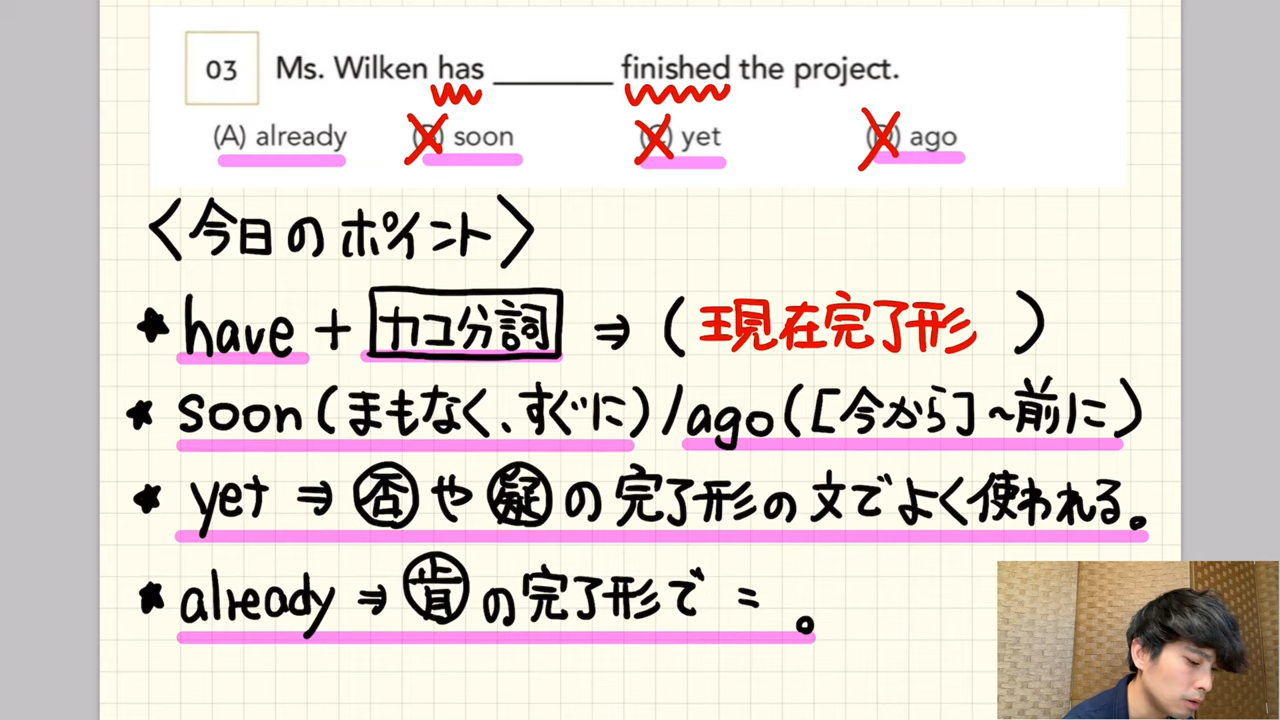 03 Ms. Wilken has ________ finished the project.
(A) already (B) soon (C) yet (D) ago
〈今日のポイント〉
★ have + カコ分詞 ⇒ (現在完了形)
★ soon(まもなく、すぐに)/ago([今から]~前に)
★ yet ⇒ 否や疑の完了形の文でよく使われる。
★ already ⇒ 肯の完了形で = 。